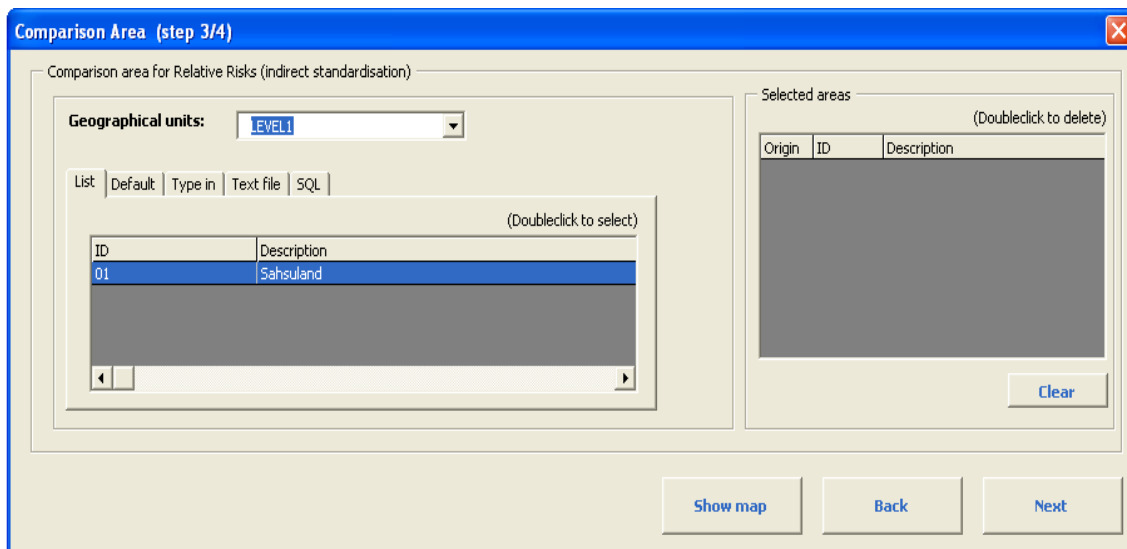 Comparison Area (step 3/4)
Comparison area for Relative Risks (indirect standardisation)
Geographical units: LEVEL1
List Default Type in Text file SQL
(Doubleclick to select)
ID Description
01 Sahsuland
Selected areas
(Doubleclick to delete)
Origin ID Description
Clear
Show map Back Next